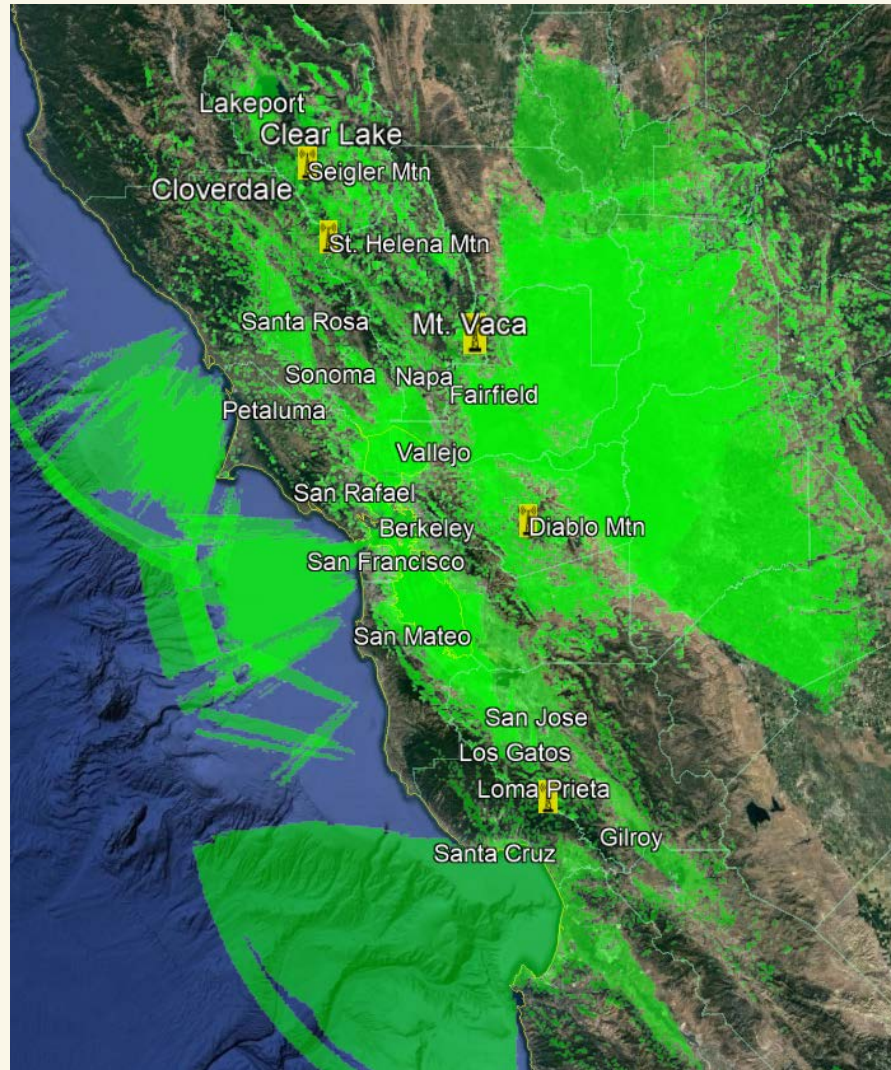 Lakeport
Clear Lake
Seigler Mtn
Cloverdale
St. Helena Mtn
Santa Rosa
Mt. Vaca
Sonoma
Napa
Fairfield
Petaluma
Vallejo
San Rafael
Berkeley
Diablo Mtn
San Francisco
San Mateo
San Jose
Los Gatos
Loma Prieta
Gilroy
Santa Cruz